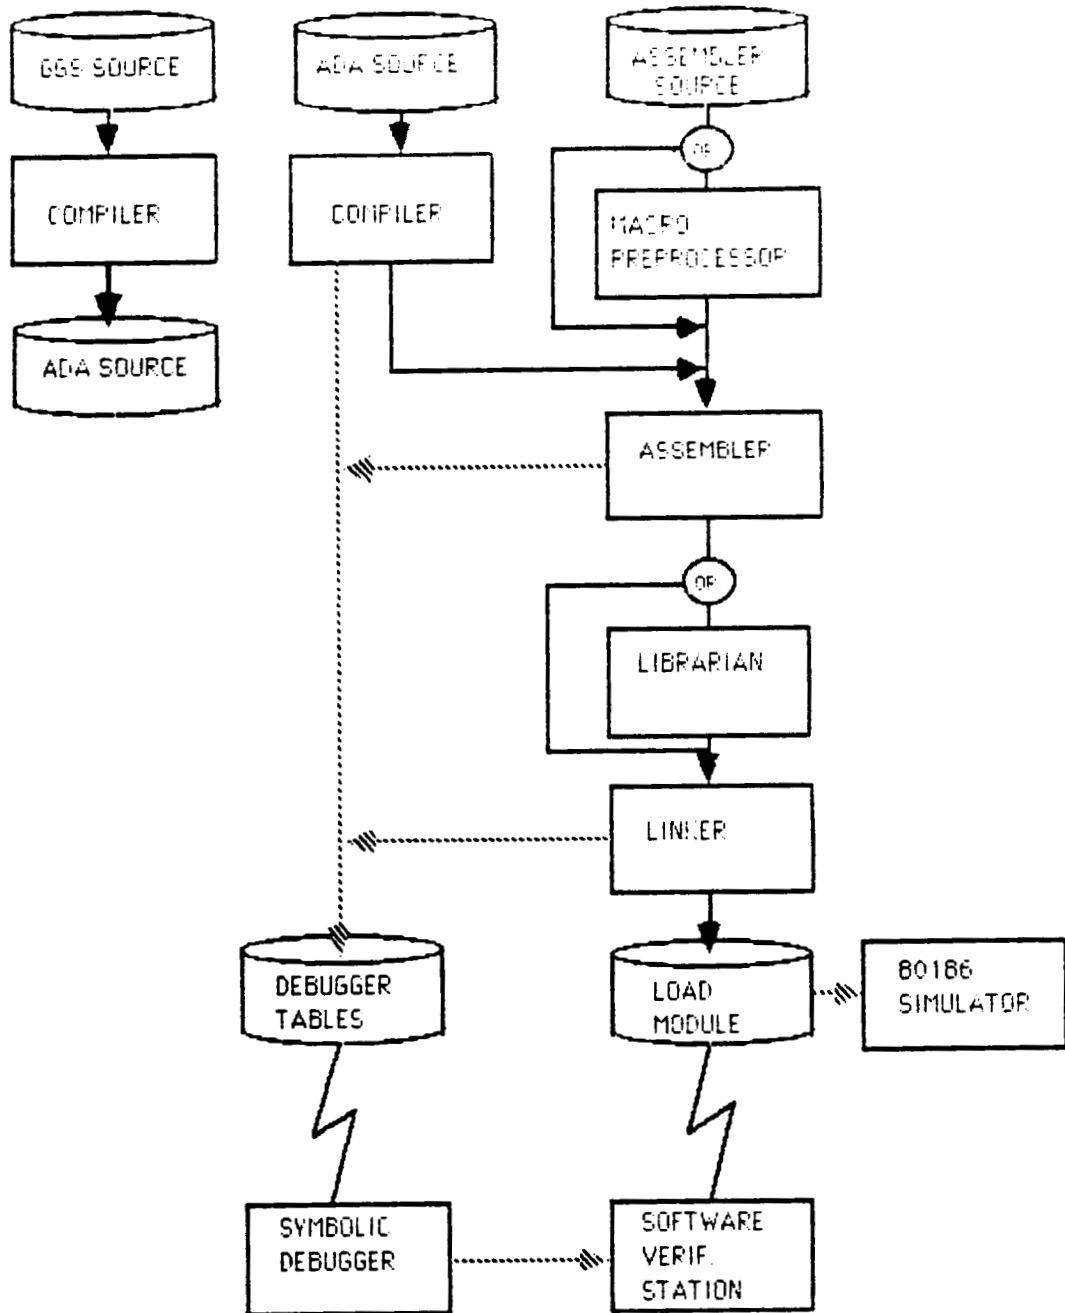 GGS SOURCE
ADA SOURCE
ASSEMBLER
SOURCE
OR
COMPILER
COMPILER
MACRO
PREPROCESSOR
ADA SOURCE
ASSEMBLER
OR
LIBRARIAN
LINKER
DEBUGGER
TABLES
LOAD
MODULE
80186
SIMULATOR
SYMBOLIC
DEBUGGER
SOFTWARE
VERIF.
STATION